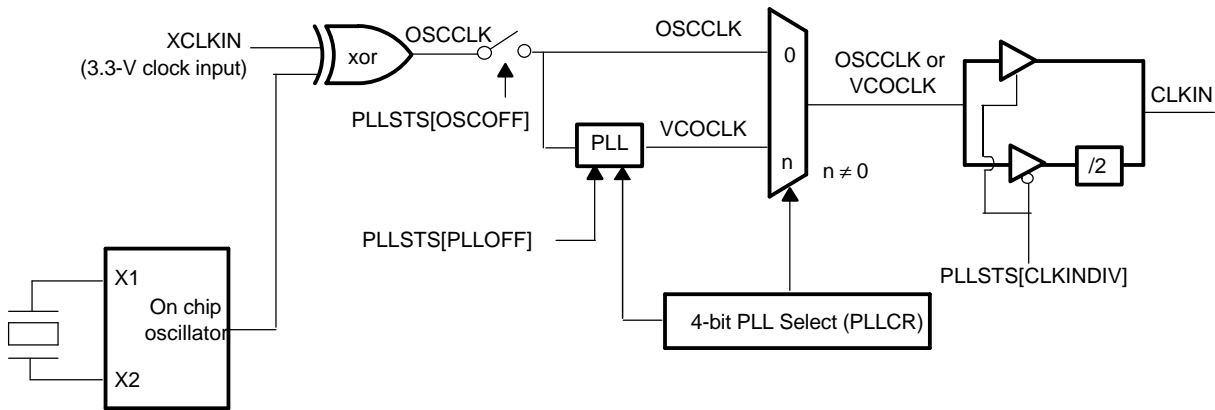 XCLKIN
(3.3-V clock input)
xor
OSCCLK
PLLSTS[OSCOFF]
OSCCLK
0
PLL
VCOCLK
n
n ≠ 0
OSCCLK or
VCOCLK
CLKIN
/2
PLLSTS[PLLOFF]
PLLSTS[CLKINDIV]
X1
On chip
oscillator
X2
4-bit PLL Select (PLLCR)